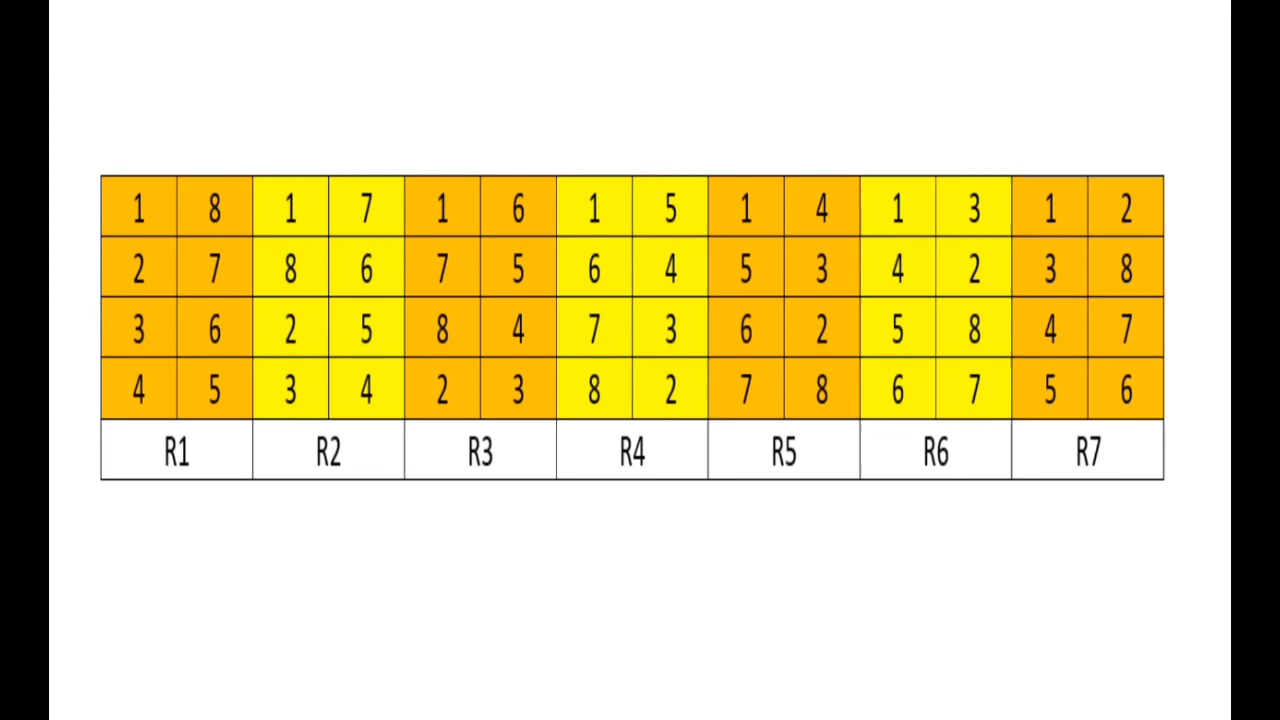 1 8 1 7 1 6 1 5 1 4 1 3 1 2
2 7 8 6 7 5 6 4 5 3 4 2 3 8
3 6 2 5 8 4 7 3 6 2 5 8 4 7
4 5 3 4 2 3 8 2 7 8 6 7 5 6
R1 R2 R3 R4 R5 R6 R7